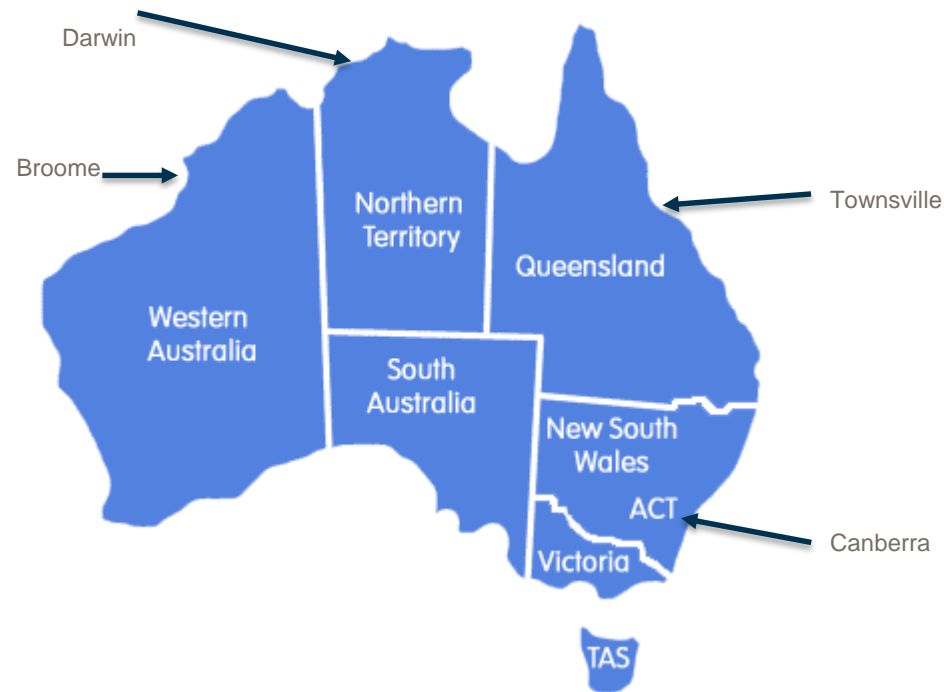 Darwin
Broome
Northern
Territory
Townsville
Queensland
Western
Australia
South
Australia
New South
Wales
ACT
Canberra
Victoria
TAS